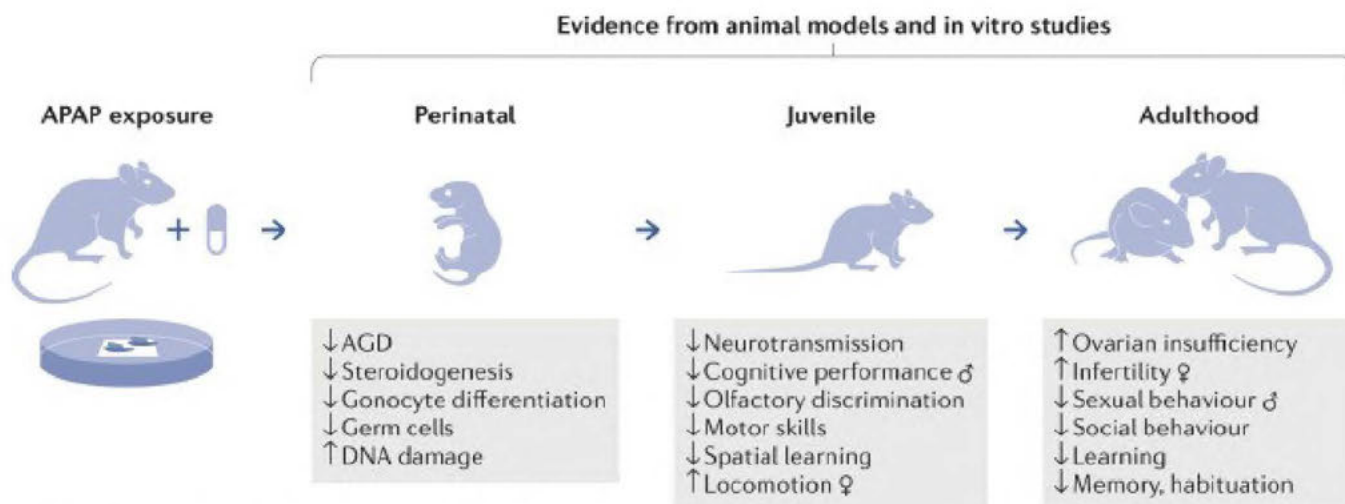 Evidence from animal models and in vitro studies
APAP exposure
Perinatal
Juvenile
Adulthood
+
↓AGD
↓Steroidogenesis
↓Gonocyte differentiation
↓Germ cells
↑DNA damage
↓Neurotransmission
↓Cognitive performance ♂
↓Olfactory discrimination
↓Motor skills
↓Spatial learning
↑Locomotion ♀
↑Ovarian insufficiency
↑Infertility ♀
↓Sexual behaviour ♂
↓Social behaviour
↓Learning
↓Memory, habituation